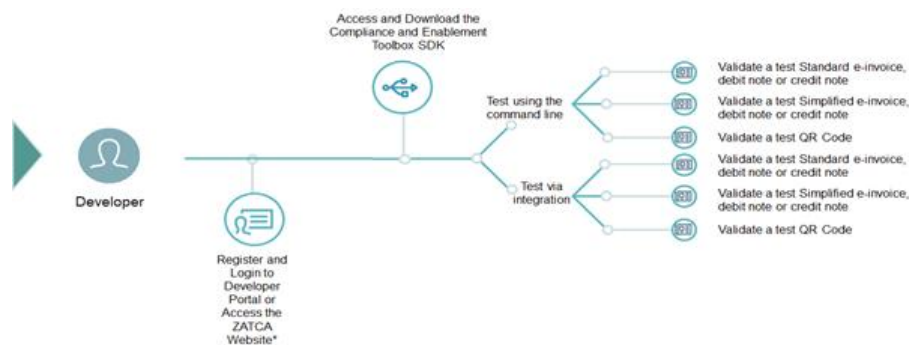 Access and Download the
Compliance and Enablement
Toolbox SDK
Developer
Register and
Login to
Developer
Portal or
Access the
ZATCA
Website*
Test using the
command line
Validate a test Standard e-invoice,
debit note or credit note
Validate a test Simplified e-invoice,
debit note or credit note
Validate a test QR Code
Test via
integration
Validate a test Standard e-invoice,
debit note or credit note
Validate a test Simplified e-invoice,
debit note or credit note
Validate a test QR Code